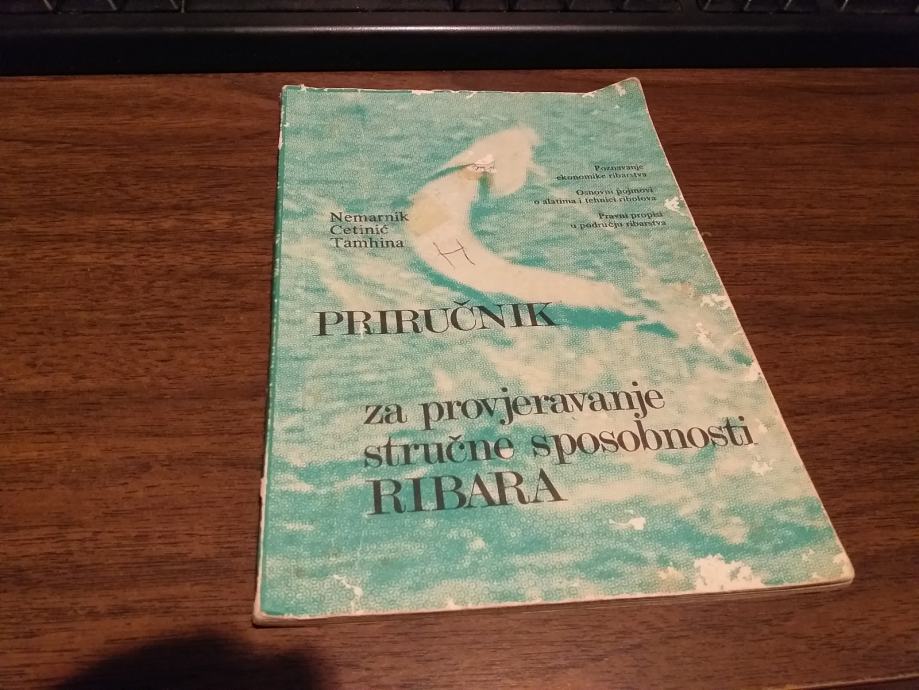 Poznavanje
ekonomike ribarstva
Osnovni pojmovi
o alatima i tehnici ribolova
Pravni propisi
u području ribarstva
Nemarnik
Cetinić
Tamhina
H
PRIRUČNIK
za provjeravanje
stručne sposobnosti
RIBARA